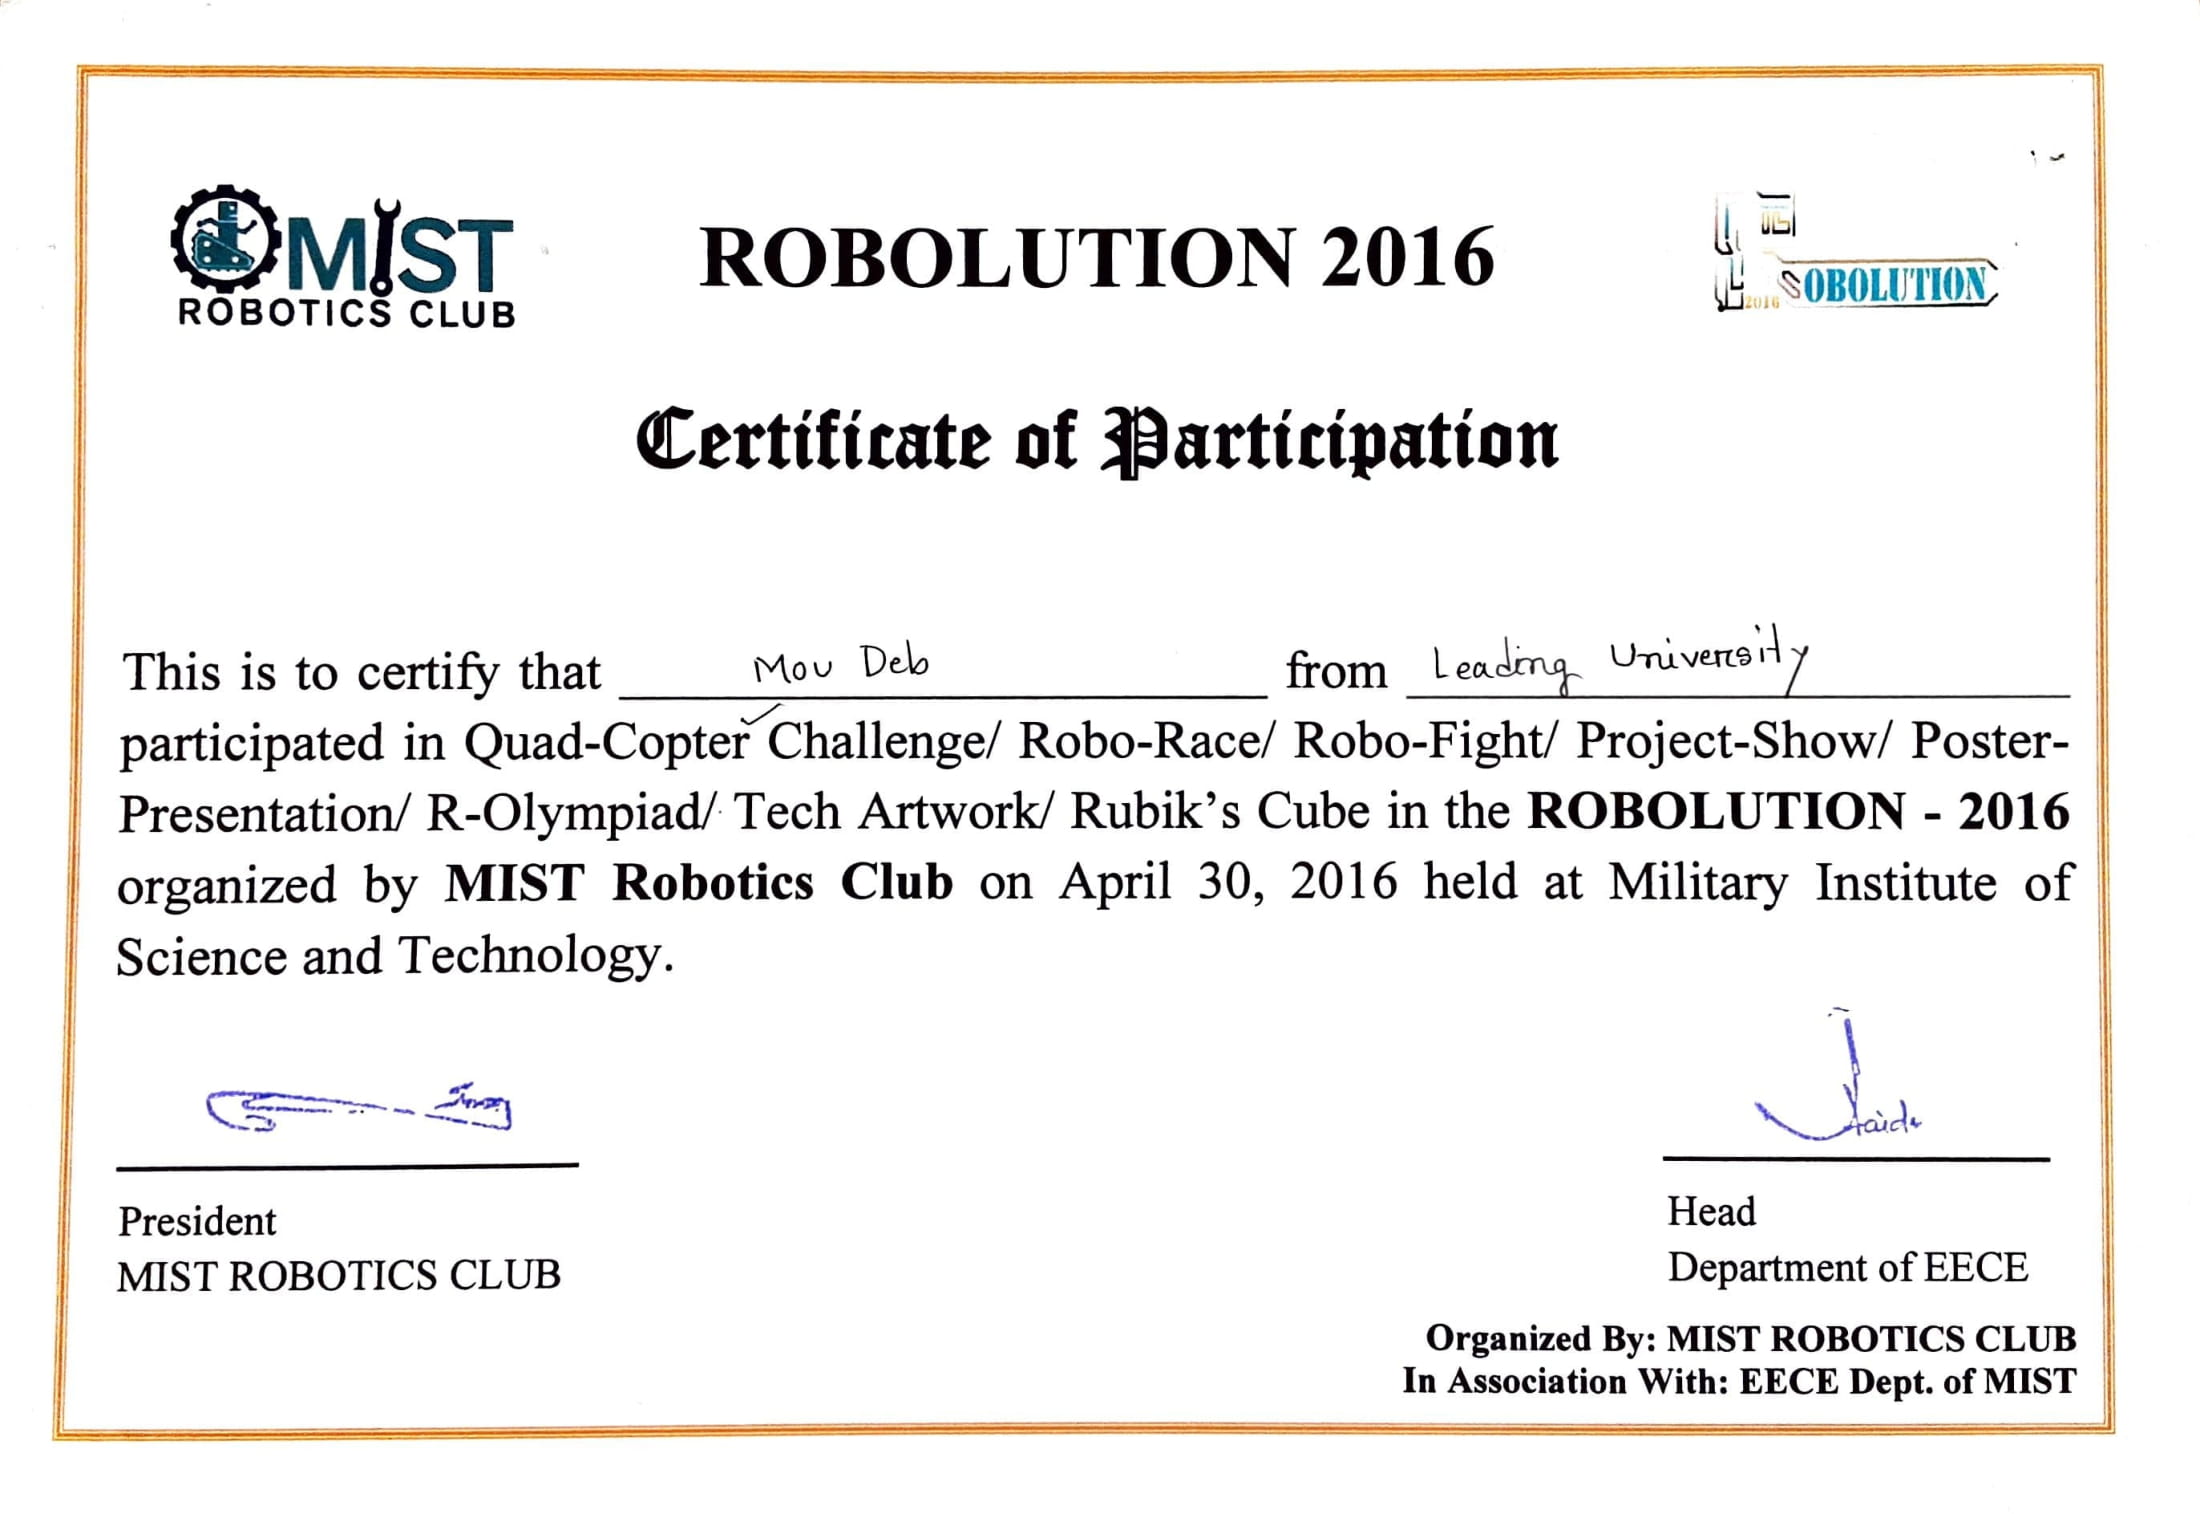 MIST
ROBOTICS CLUB
ROBOLUTION 2016
2016 OBOLUTION
Certificate of Participation
This is to certify that Mou Deb from Leading University
participated in Quad-Copter Challenge/ Robo-Race/ Robo-Fight/ Project-Show/ Poster-
Presentation/ R-Olympiad/ Tech Artwork/ Rubik’s Cube in the ROBOLUTION - 2016
organized by MIST Robotics Club on April 30, 2016 held at Military Institute of
Science and Technology.
President
MIST ROBOTICS CLUB
Head
Department of EECE
Organized By: MIST ROBOTICS CLUB
In Association With: EECE Dept. of MIST